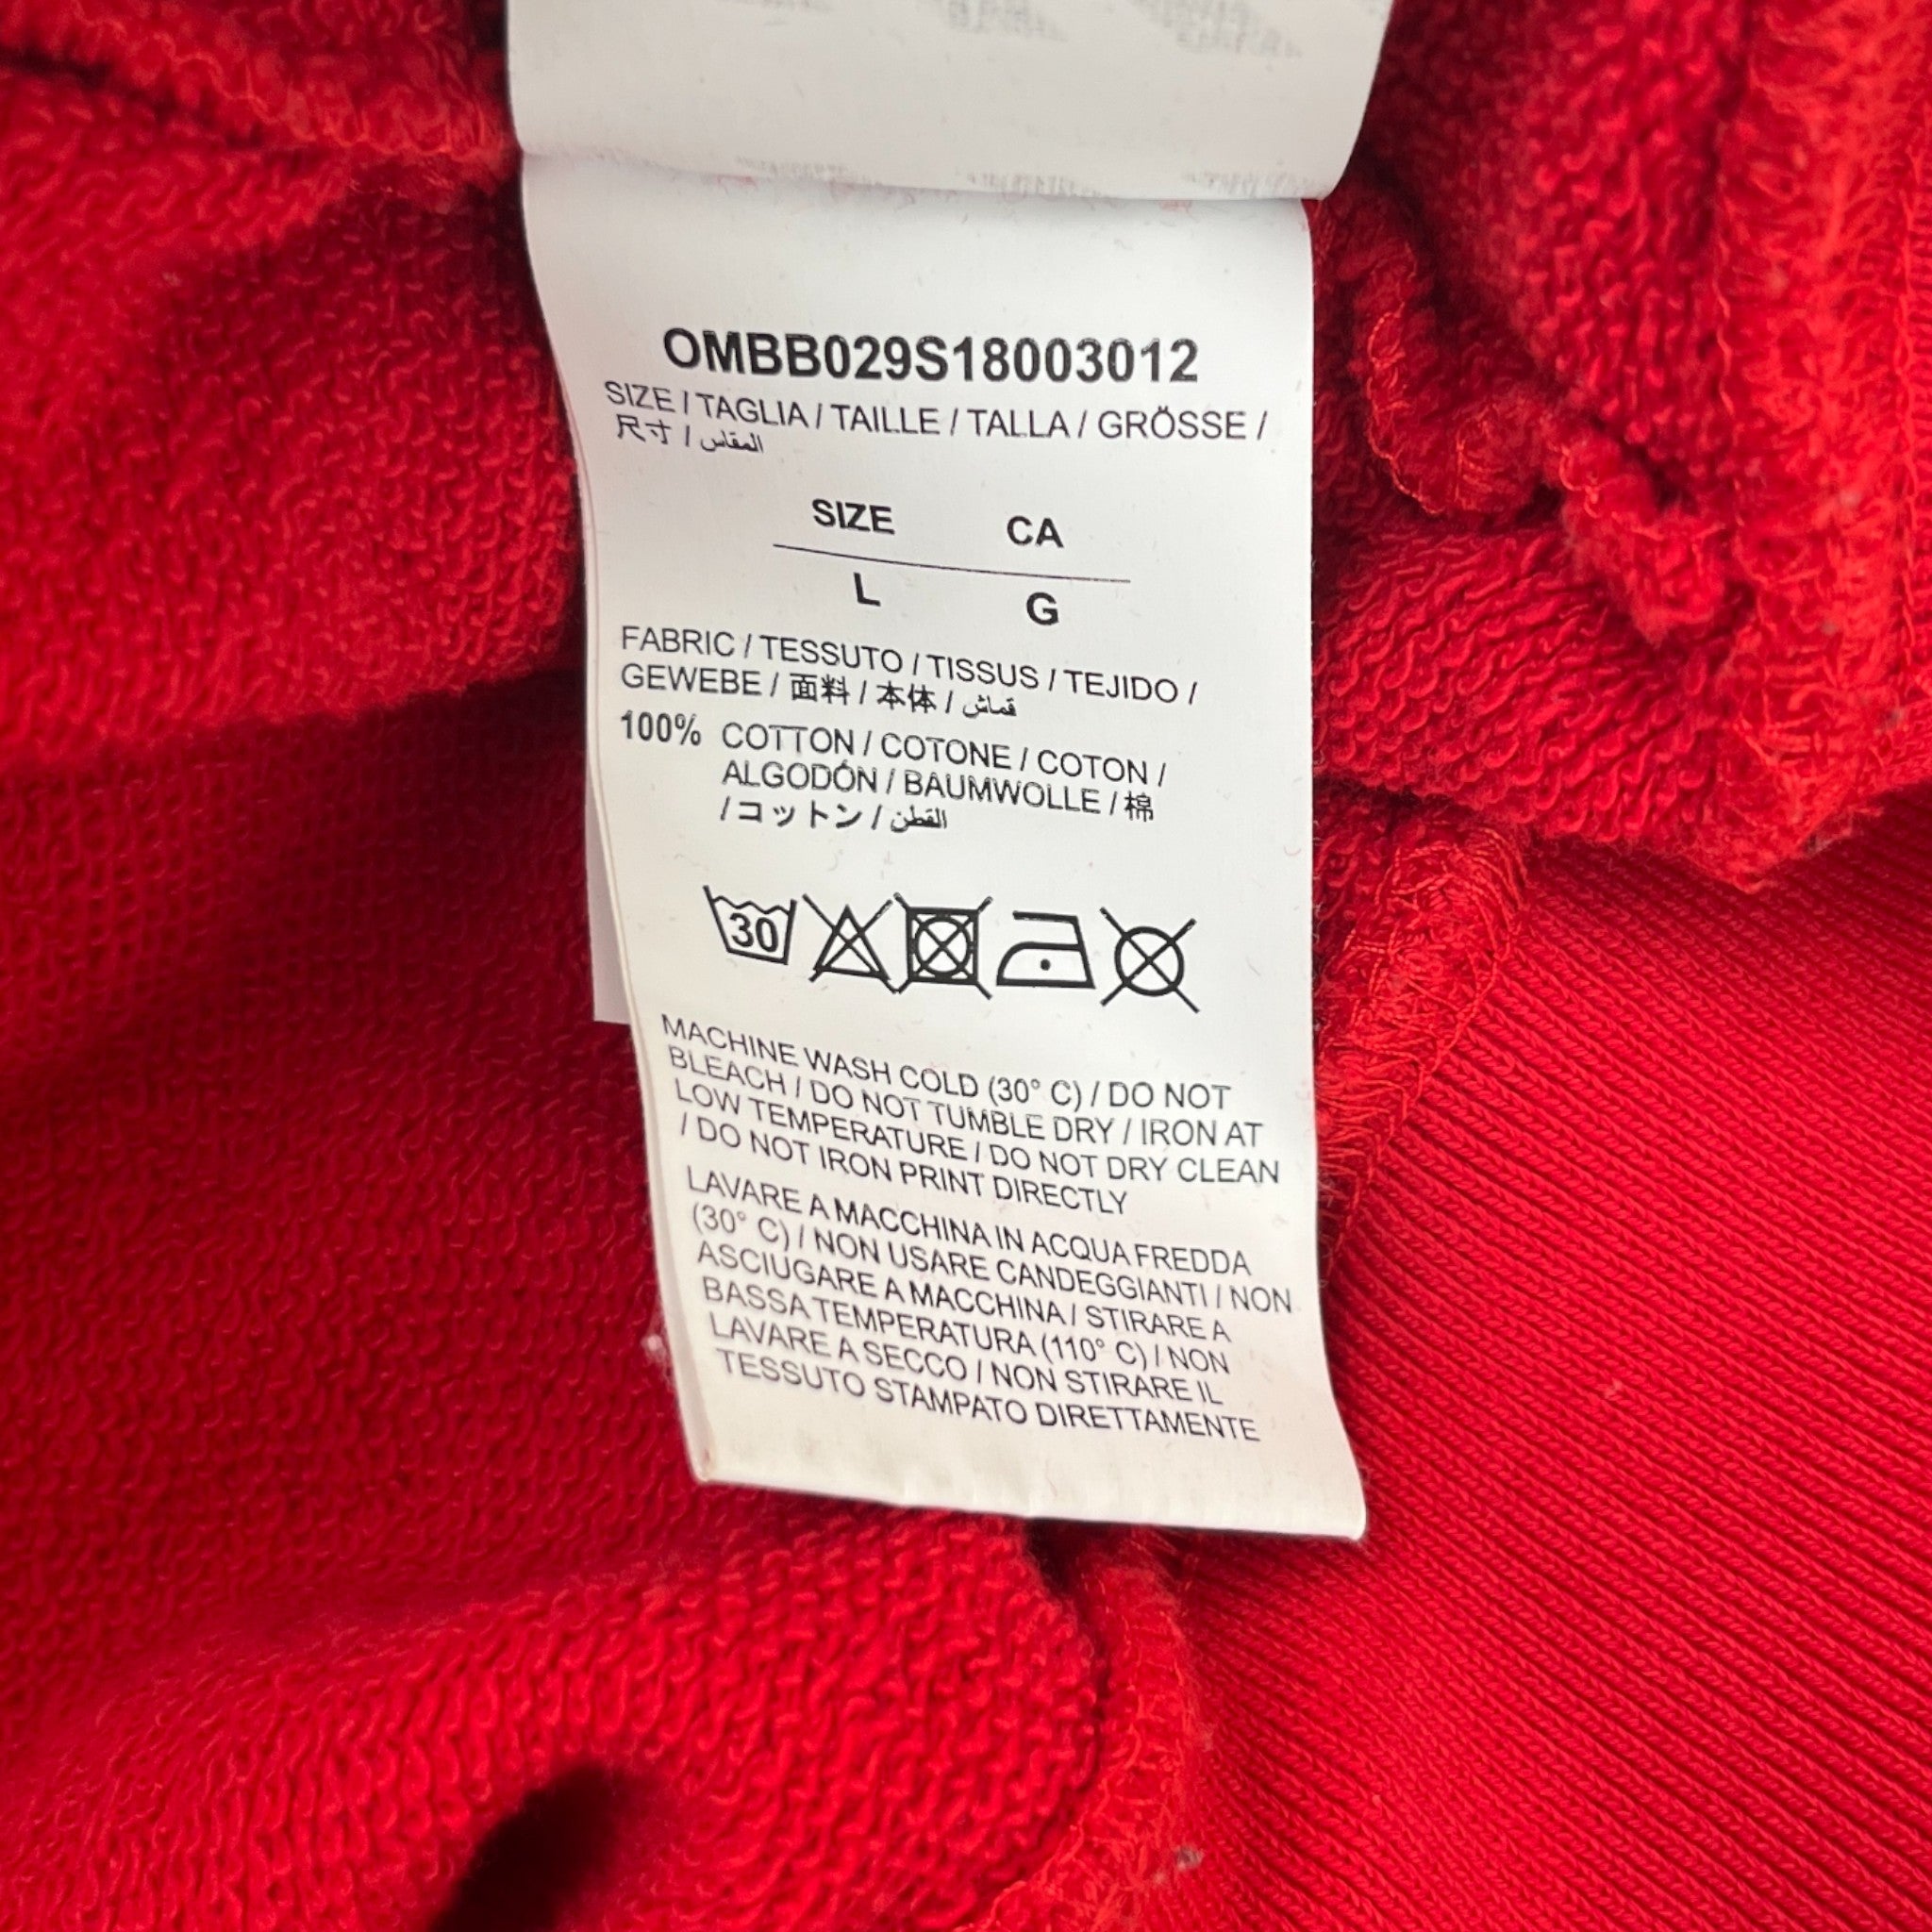 OMBB029S18003012
SIZE / TAGLIA / TAILLE / TALLA / GRÖSSE /
尺寸 / المقاس
SIZE CA
L G
FABRIC / TESSUTO / TISSUS / TEJIDO /
GEWEBE / 面料 / 本体 / قماش
100% COTTON / COTONE / COTON /
ALGODÓN / BAUMWOLLE / 棉
/ コットン / القطن
30
MACHINE WASH COLD (30° C) / DO NOT
BLEACH / DO NOT TUMBLE DRY / IRON AT
LOW TEMPERATURE / DO NOT DRY CLEAN
/ DO NOT IRON PRINT DIRECTLY
LAVARE A MACCHINA IN ACQUA FREDDA
(30° C) / NON USARE CANDEGGIANTI / NON
ASCIUGARE A MACCHINA / STIRARE A
BASSA TEMPERATURA (110° C) / NON
LAVARE A SECCO / NON STIRARE IL
TESSUTO STAMPATO DIRETTAMENTE